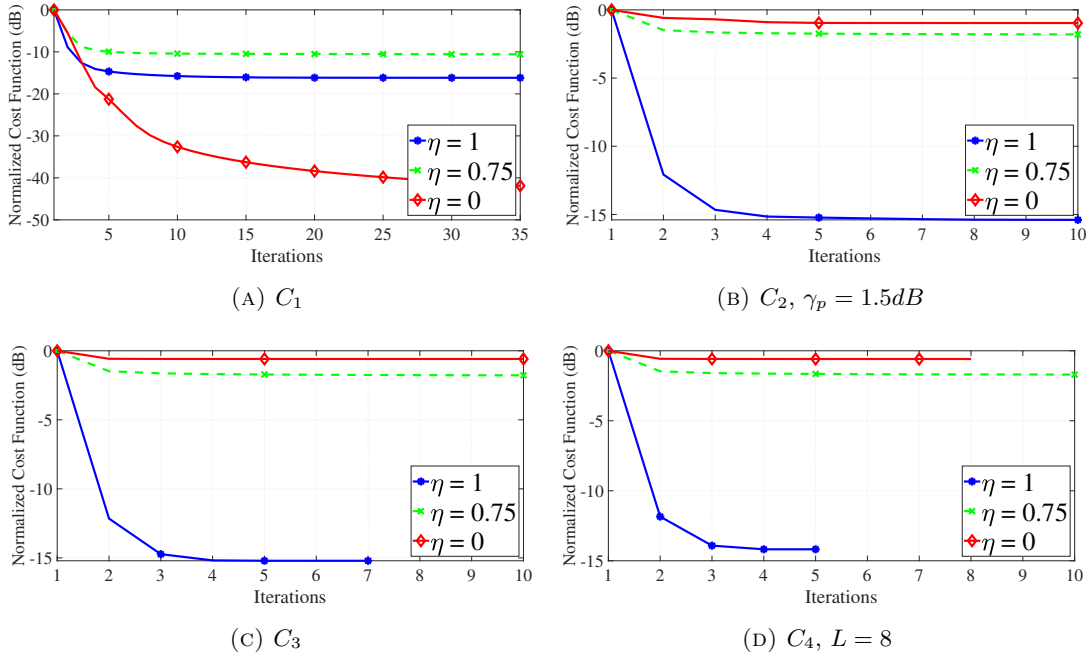 0
-10
-20
-30
-40
-50
Normalized Cost Function (dB)
η = 1
η = 0.75
η = 0
5 10 15 20 25 30 35
Iterations
(A) C₁
0
-5
-10
-15
Normalized Cost Function (dB)
η = 1
η = 0.75
η = 0
1 2 3 4 5 6 7 8 9 10
Iterations
(B) C₂, γₚ = 1.5dB
0
-5
-10
-15
Normalized Cost Function (dB)
η = 1
η = 0.75
η = 0
1 2 3 4 5 6 7 8 9 10
Iterations
(C) C₃
0
-5
-10
-15
Normalized Cost Function (dB)
η = 1
η = 0.75
η = 0
1 2 3 4 5 6 7 8 9 10
Iterations
(D) C₄, L = 8